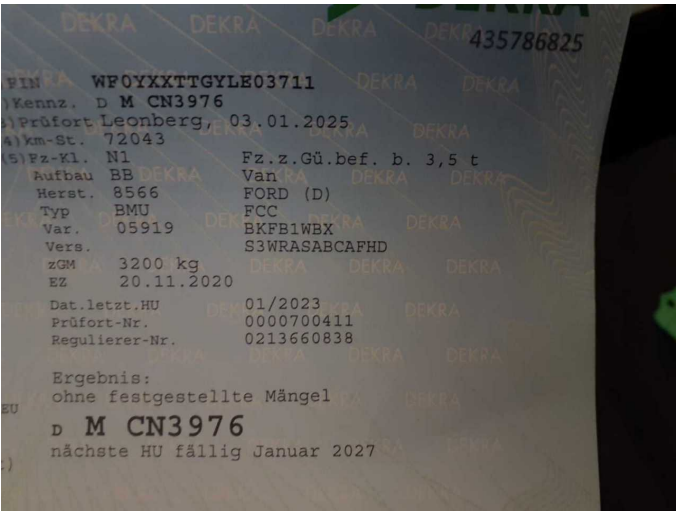 DEKRA
435786825
FIN WF0YXXTTGYLE03711
)Kennz. D M CN3976
3)Prüfort Leonberg, 03.01.2025
4)km-St. 72043
(5)Fz-Kl. N1 Fz.z.Gü.bef. b. 3,5 t
Aufbau BB Van
Herst. 8566 FORD (D)
Typ BMU FCC
Var. 05919 BKFB1WBX
Vers. S3WRASABCAFHD
zGM 3200 kg
EZ 20.11.2020
Dat.letzt.HU 01/2023
Prüfort-Nr. 0000700411
Regulierer-Nr. 0213660838
Ergebnis:
ohne festgestellte Mängel
EU
D M CN3976
nächste HU fällig Januar 2027